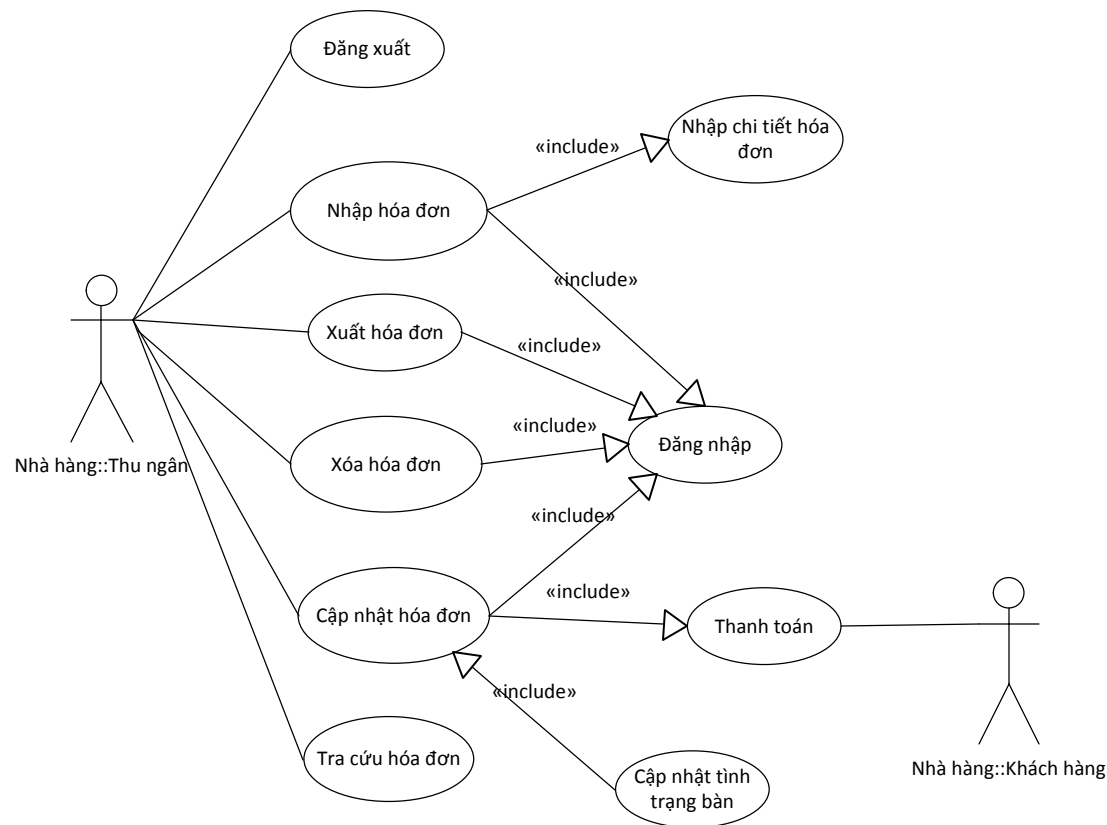 Đăng xuất
Nhập chi tiết hóa
đơn
«include»
Nhập hóa đơn
«include»
Xuất hóa đơn
«include»
«include»
Đăng nhập
Nhà hàng::Thu ngân
Xóa hóa đơn
«include»
«include»
Cập nhật hóa đơn
Thanh toán
«include»
Tra cứu hóa đơn
Nhà hàng::Khách hàng
Cập nhật tình
trạng bàn